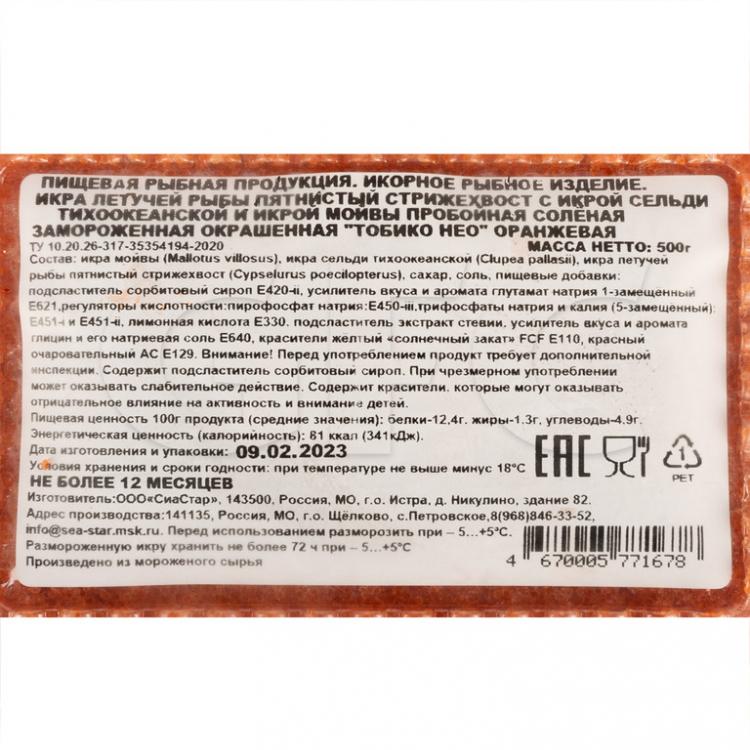 ПИЩЕВАЯ РЫБНАЯ ПРОДУКЦИЯ. ИКОРНОЕ РЫБНОЕ ИЗДЕЛИЕ.
ИКРА ЛЕТУЧЕЙ РЫБЫ ПЯТНИСТЫЙ СТРИЖЕХВОСТ С ИКРОЙ СЕЛЬДИ
ТИХООКЕАНСКОЙ И ИКРОЙ МОЙВЫ ПРОБОЙНАЯ СОЛЁНАЯ
ЗАМОРОЖЕННАЯ ОКРАШЕННАЯ "ТОБИКО НЕО" ОРАНЖЕВАЯ
ТУ 10.20.26-317-35354194-2020 МАССА НЕТТО: 500г
Состав: икра мойвы (Mallotus villosus), икра сельди тихоокеанской (Clupea pallasii), икра летучей
рыбы пятнистый стрижехвост (Cypselurus poecilopterus), сахар, соль, пищевые добавки:
подсластитель сорбитовый сироп Е420-ii, усилитель вкуса и аромата глутамат натрия 1-замещенный
Е621,регуляторы кислотности:пирофосфат натрия:Е450-iii,трифосфаты натрия и калия (5-замещенный):
Е451-i и Е451-ii, лимонная кислота Е330. подсластитель экстракт стевии, усилитель вкуса и аромата
глицин и его натриевая соль Е640, красители желтый «солнечный закат» FCF Е110, красный
очаровательный АС Е129. Внимание! Перед употреблением продукт требует дополнительной
инспекции. Содержит подсластитель сорбитовый сироп. При чрезмерном употреблении
может оказывать слабительное действие. Содержит красители. которые могут оказывать
отрицательное влияние на активность и внимание детей.
Пищевая ценность 100г продукта (средние значения): белки-12,4г. жиры-1.3г, углеводы-4.9г.
Энергетическая ценность (калорийность): 81 ккал (341кДж).
Дата изготовления и упаковки: 09.02.2023
Условия хранения и сроки годности: при температуре не выше минус 18°С
НЕ БОЛЕЕ 12 МЕСЯЦЕВ
EAC
1
PET
Изготовитель:ООО«СиаСтар», 143500, Россия, МО, г.о. Истра, д. Никулино, здание 82.
Адрес производства:141135, Россия, МО, г.о. Щёлково, с.Петровское,8(968)846-33-52,
info@sea-star.msk.ru. Перед использованием разморозить при – 5...+5°С.
Размороженную икру хранить не более 72 ч при – 5...+5°С
Произведено из мороженого сырья
4 670005 771678